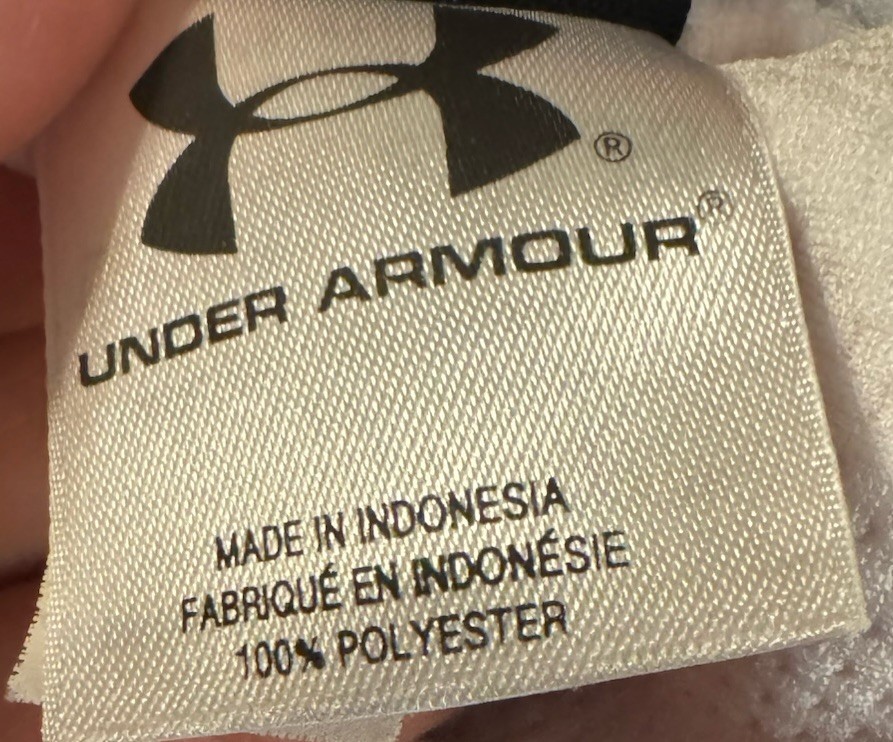 ®
UNDER ARMOUR®
MADE IN INDONESIA
FABRIQUÉ EN INDONÉSIE
100% POLYESTER